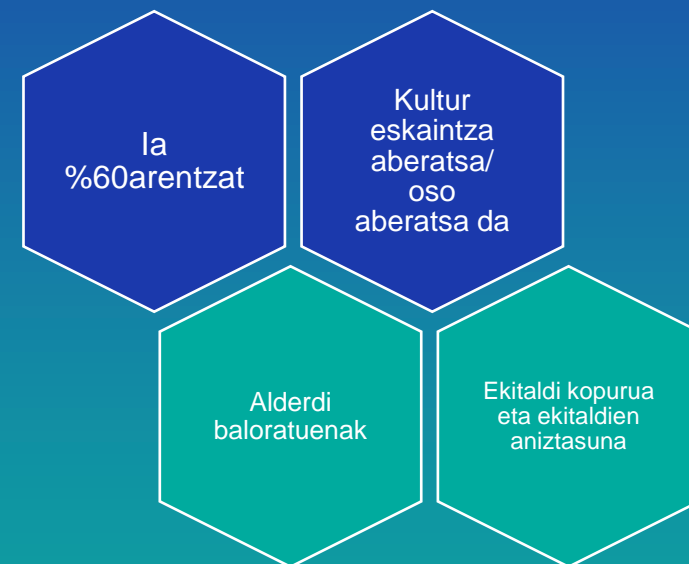 Ia
%60arentzat
Kultur
eskaintza
aberatsa/
oso
aberatsa da
Alderdi
baloratuenak
Ekitaldi kopurua
eta ekitaldien
aniztasuna